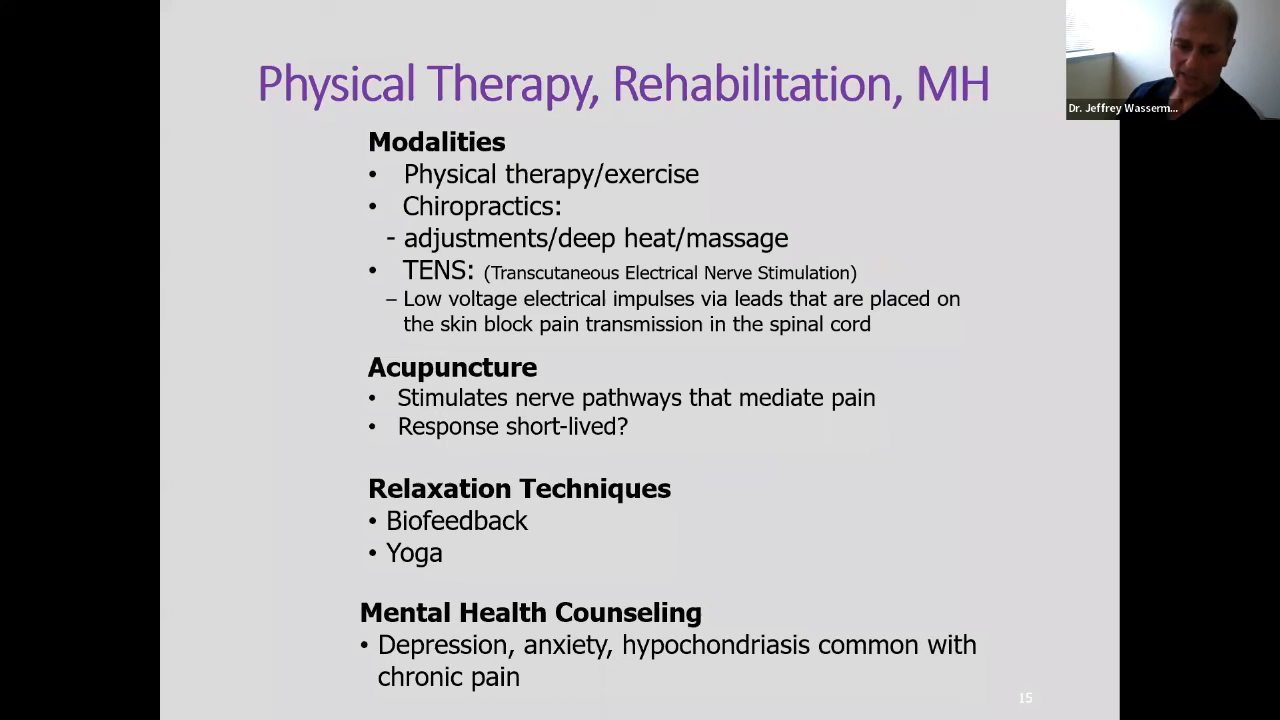 Physical Therapy, Rehabilitation, MH
Dr. Jeffrey Wasserm...
Modalities
• Physical therapy/exercise
• Chiropractics:
- adjustments/deep heat/massage
• TENS: (Transcutaneous Electrical Nerve Stimulation)
– Low voltage electrical impulses via leads that are placed on
the skin block pain transmission in the spinal cord
Acupuncture
• Stimulates nerve pathways that mediate pain
• Response short-lived?
Relaxation Techniques
• Biofeedback
• Yoga
Mental Health Counseling
• Depression, anxiety, hypochondriasis common with
chronic pain
15